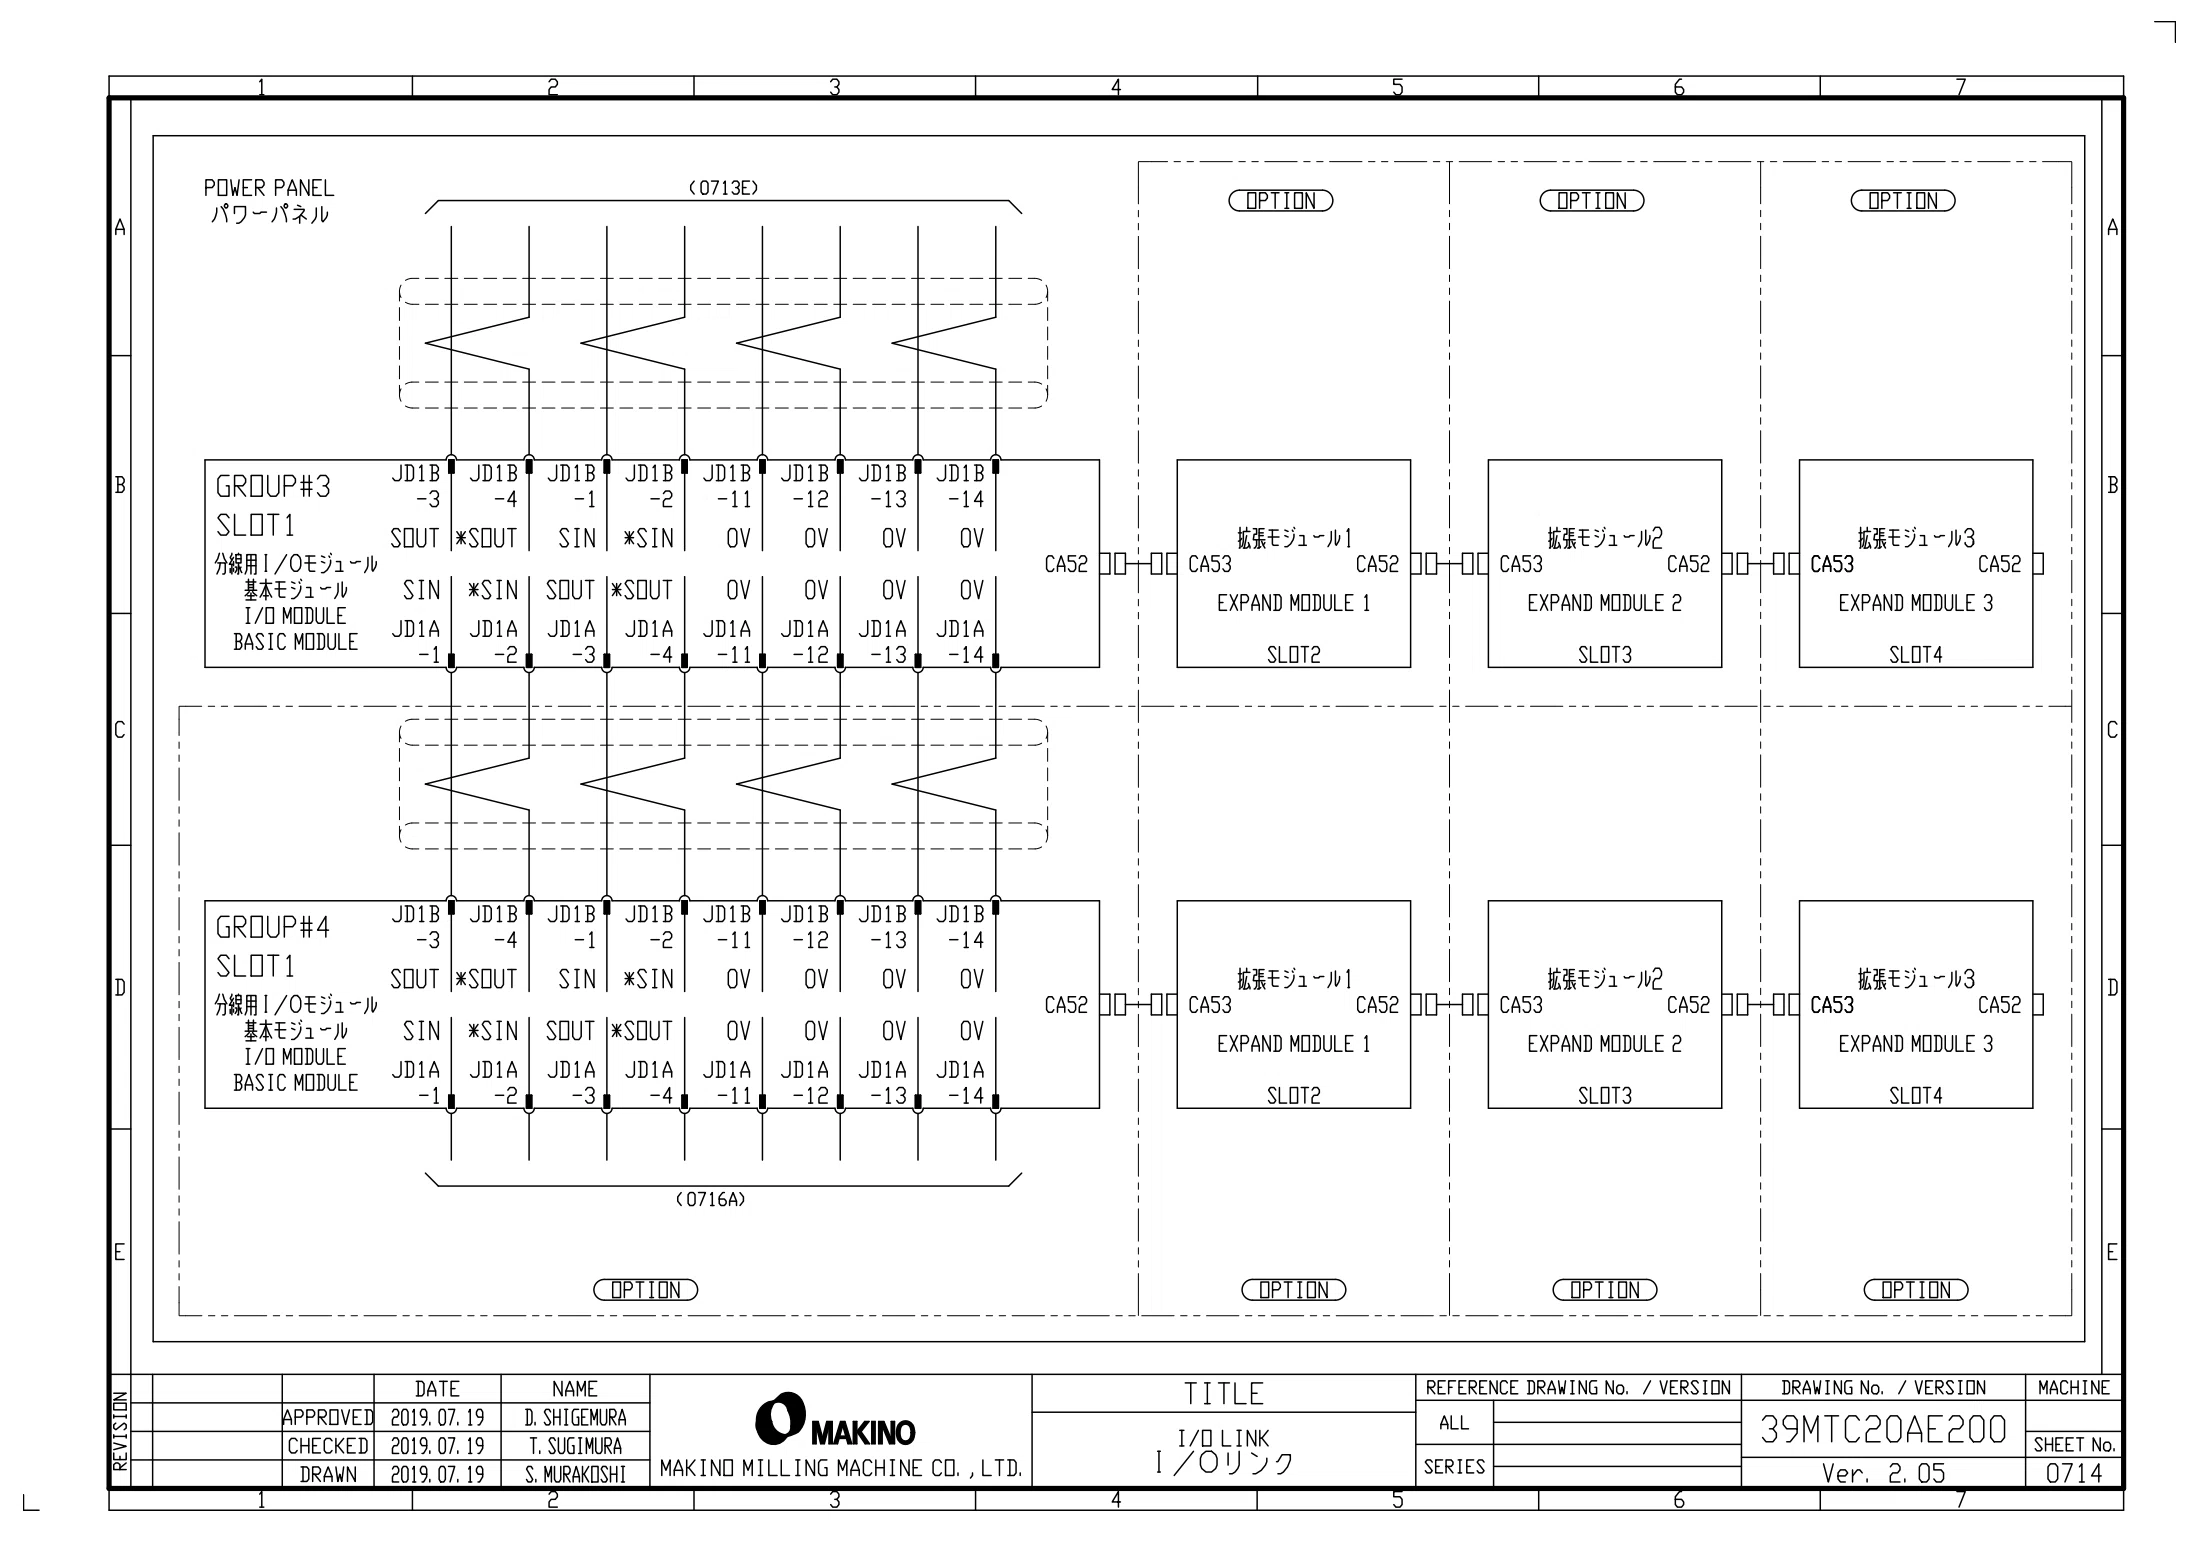 1 2 3 4 5 6 7
A A
B B
C C
D D
E E
POWER PANEL
パワーパネル
(0713E)
OPTION OPTION OPTION
GROUP#3
SLOT1
分線用I/Oモジュール
基本モジュール
I/O MODULE
BASIC MODULE
JD1B JD1B JD1B JD1B JD1B JD1B JD1B JD1B
-3 -4 -1 -2 -11 -12 -13 -14
SOUT *SOUT SIN *SIN 0V 0V 0V 0V
SIN *SIN SOUT *SOUT 0V 0V 0V 0V
JD1A JD1A JD1A JD1A JD1A JD1A JD1A JD1A
-1 -2 -3 -4 -11 -12 -13 -14
CA52
拡張モジュール1
CA53 CA52
EXPAND MODULE 1
SLOT2
拡張モジュール2
CA53 CA52
EXPAND MODULE 2
SLOT3
拡張モジュール3
CA53 CA52
EXPAND MODULE 3
SLOT4
GROUP#4
SLOT1
分線用I/Oモジュール
基本モジュール
I/O MODULE
BASIC MODULE
JD1B JD1B JD1B JD1B JD1B JD1B JD1B JD1B
-3 -4 -1 -2 -11 -12 -13 -14
SOUT *SOUT SIN *SIN 0V 0V 0V 0V
SIN *SIN SOUT *SOUT 0V 0V 0V 0V
JD1A JD1A JD1A JD1A JD1A JD1A JD1A JD1A
-1 -2 -3 -4 -11 -12 -13 -14
CA52
拡張モジュール1
CA53 CA52
EXPAND MODULE 1
SLOT2
拡張モジュール2
CA53 CA52
EXPAND MODULE 2
SLOT3
拡張モジュール3
CA53 CA52
EXPAND MODULE 3
SLOT4
(0716A)
OPTION OPTION OPTION OPTION
REVISION
DATE NAME
APPROVED 2019.07.19 D. SHIGEMURA
CHECKED 2019.07.19 T. SUGIMURA
DRAWN 2019.07.19 S. MURAKOSHI
MAKINO
MAKINO MILLING MACHINE CO.,LTD.
TITLE
I/O LINK
I/Oリンク
REFERENCE DRAWING No. / VERSION
ALL
SERIES
DRAWING No. / VERSION
39MTC20AE200
Ver. 2.05
MACHINE
SHEET No.
0714
1 2 3 4 5 6 7